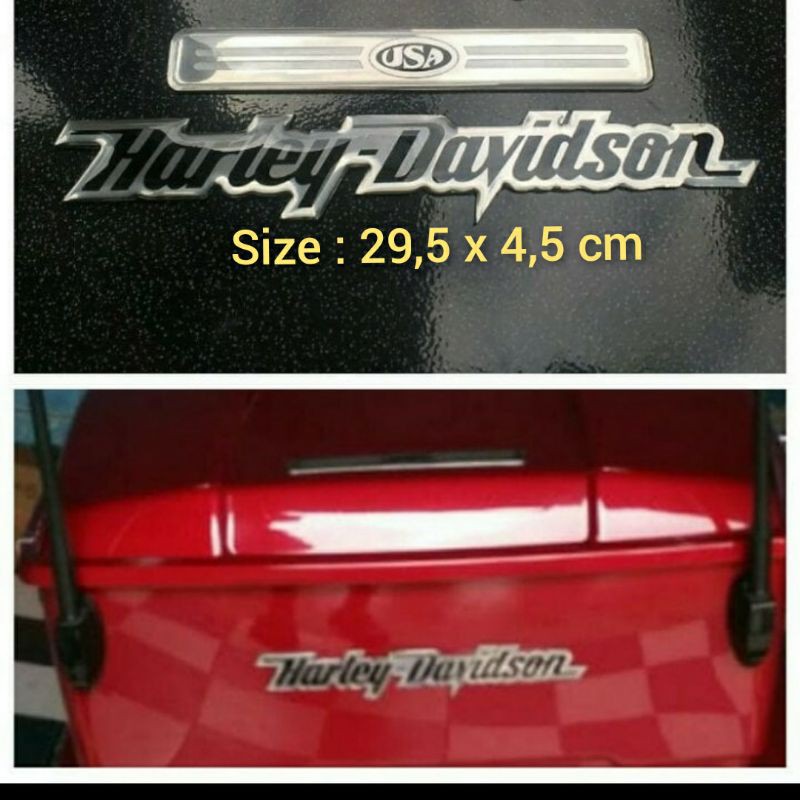 USA
Harley-Davidson
Size : 29,5 x 4,5 cm
Harley-Davidson